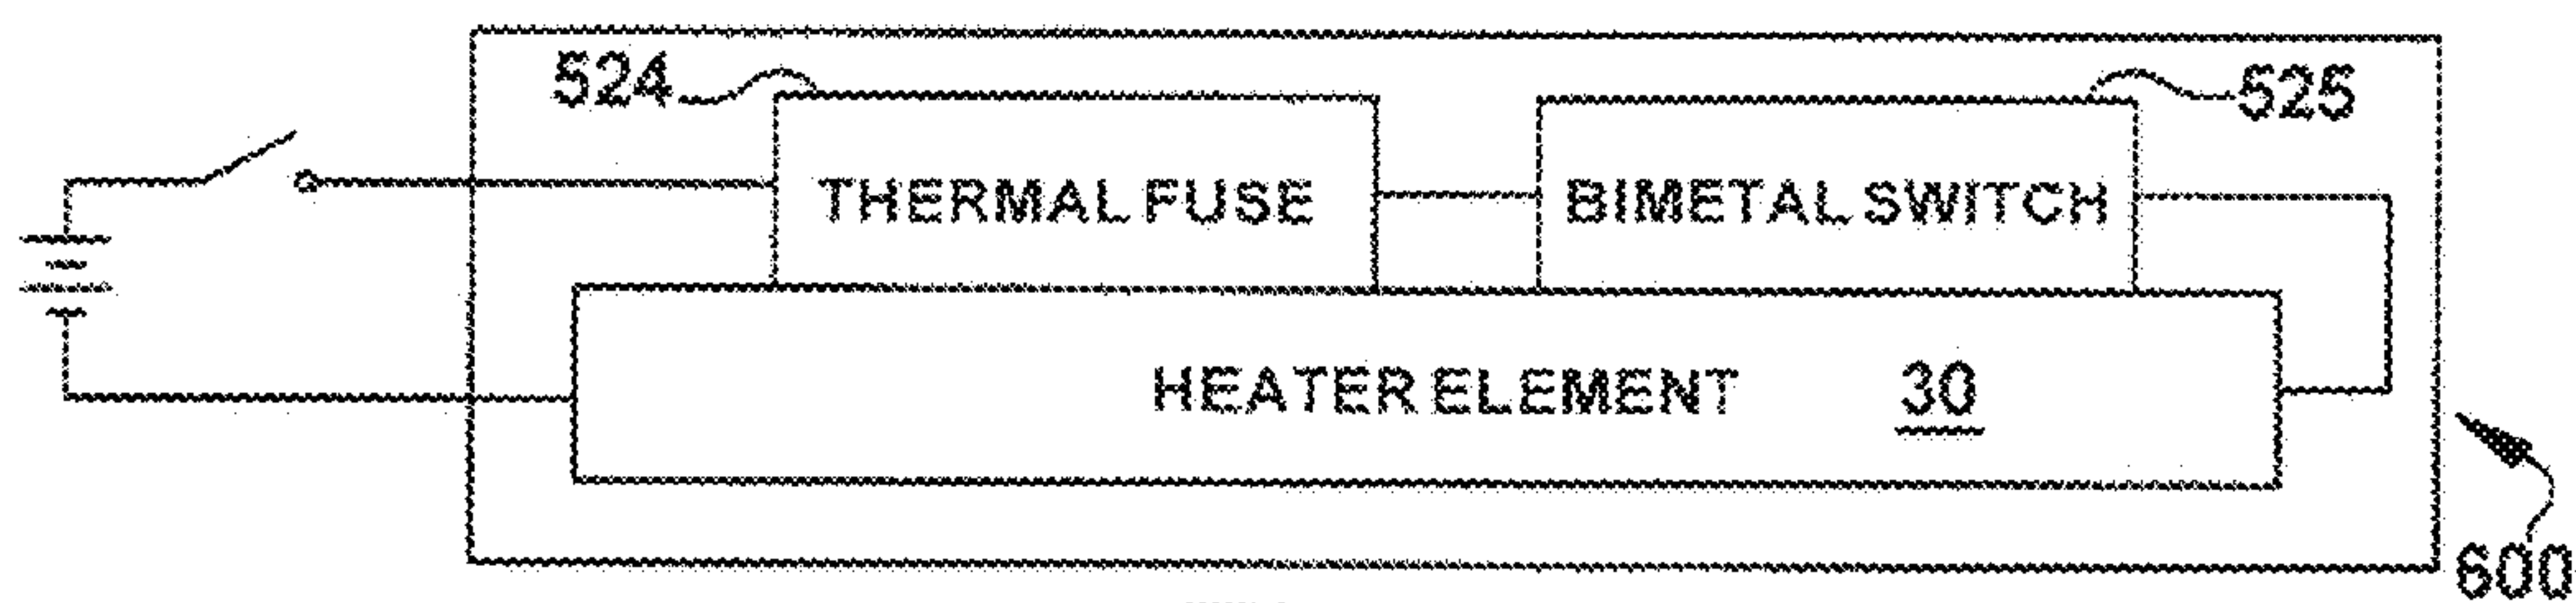 524
525
THERMAL FUSE
BIMETAL SWITCH
HEATER ELEMENT 30
600